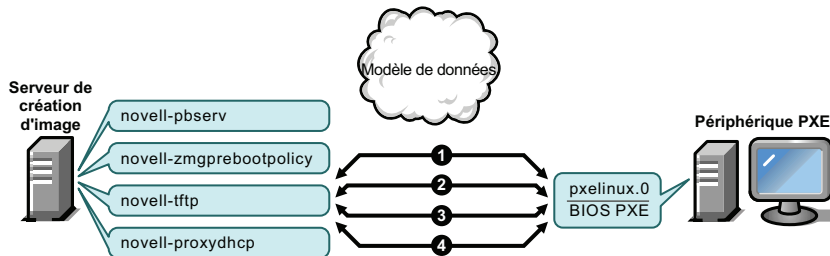 Modèle de données
Serveur de
création
d'image
novell-pbserv
novell-zmgprebootpolicy
novell-tftp
novell-proxydhcp
1
2
3
4
pxelinux.0
BIOS PXE
Périphérique PXE